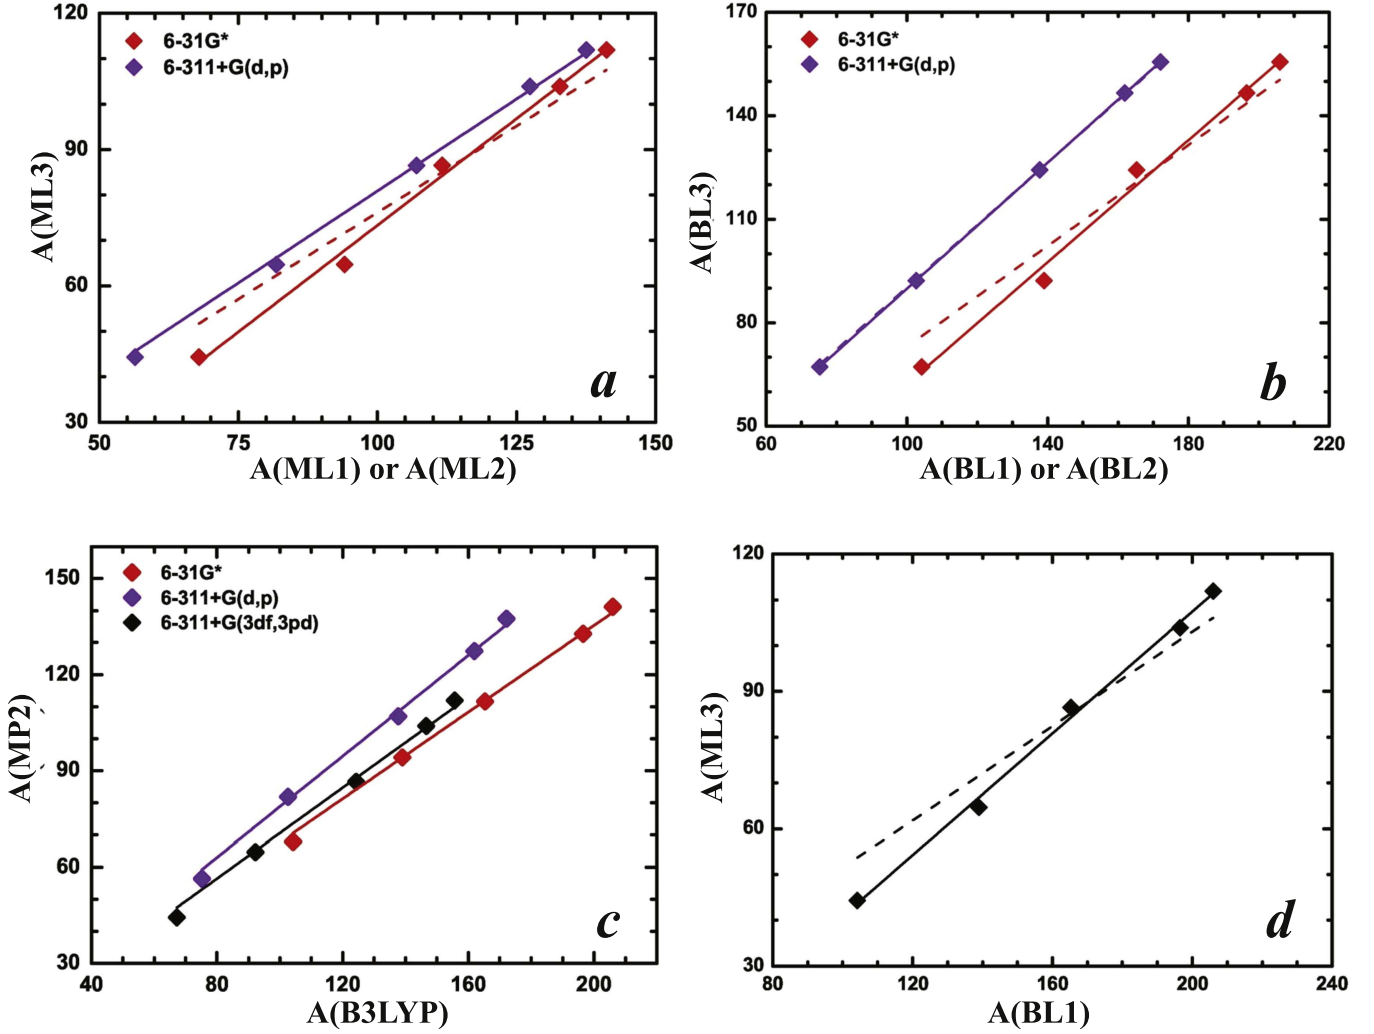 120
90
60
30
50
75
100
125
150
A(ML3)
A(ML1) or A(ML2)
6-31G*
6-311+G(d,p)
a
170
140
110
80
50
60
100
140
180
220
A(BL3)
A(BL1) or A(BL2)
6-31G*
6-311+G(d,p)
b
150
120
90
60
30
40
80
120
160
200
A(MP2)
A(B3LYP)
6-31G*
6-311+G(d,p)
6-311+G(3df,3pd)
c
120
90
60
30
80
120
160
200
240
A(ML3)
A(BL1)
d